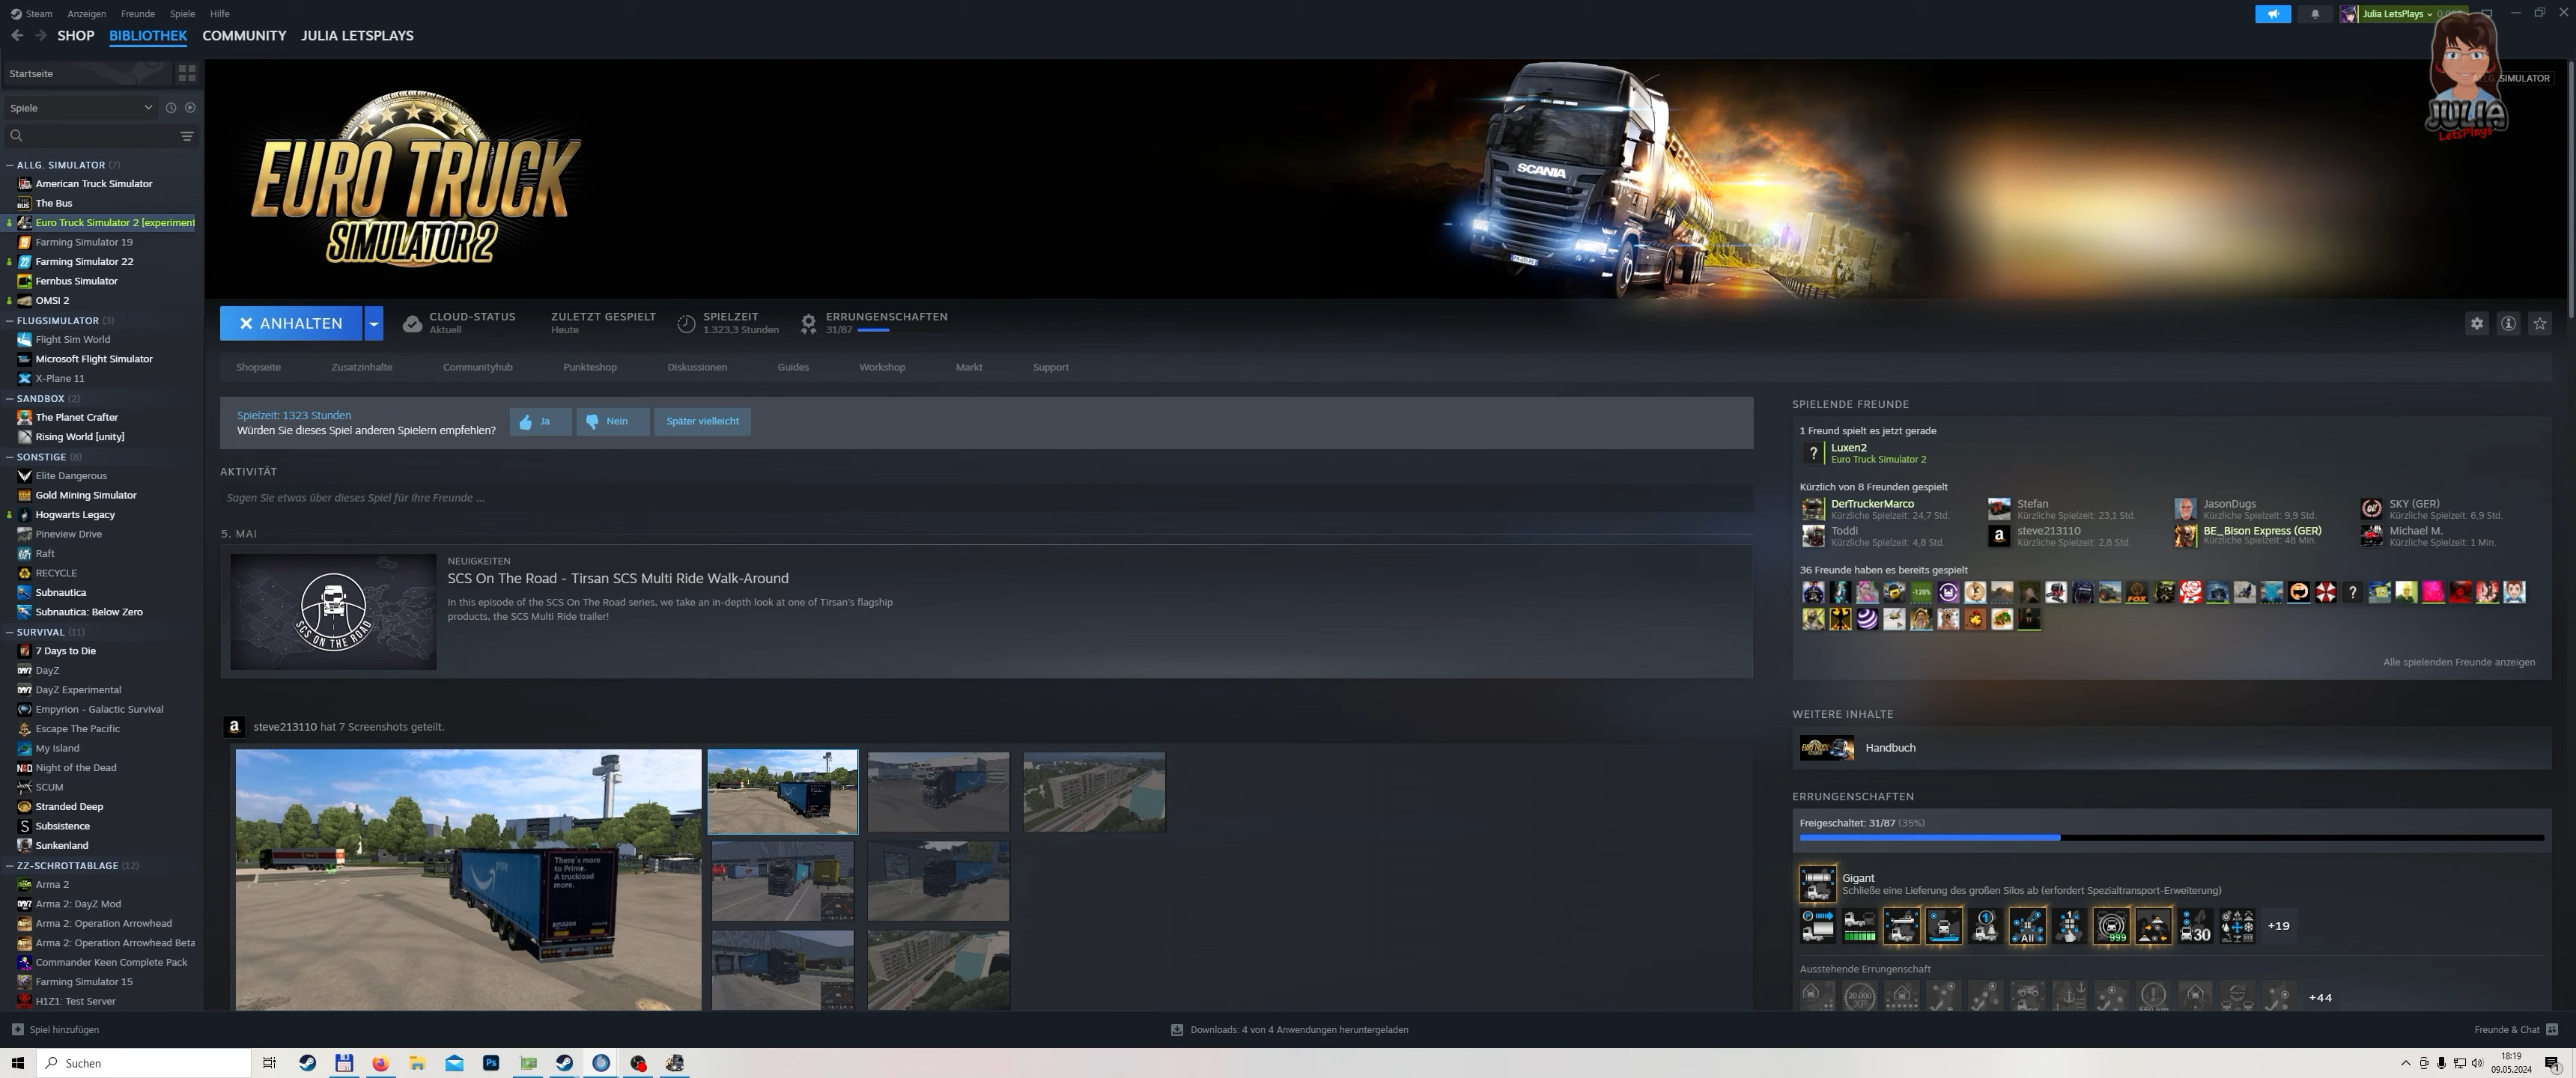 Steam Anzeigen Freunde Spiele Hilfe
Julia LetsPlays
SHOP BIBLIOTHEK COMMUNITY JULIA LETSPLAYS
Startseite
Spiele
ALLG. SIMULATOR (7)
American Truck Simulator
The Bus
Euro Truck Simulator 2 [experiment
Farming Simulator 19
Farming Simulator 22
Fernbus Simulator
OMSI 2
FLUGSIMULATOR (3)
Flight Sim World
Microsoft Flight Simulator
X-Plane 11
SANDBOX (2)
The Planet Crafter
Rising World [unity]
SONSTIGE (8)
Elite Dangerous
Gold Mining Simulator
Hogwarts Legacy
Pineview Drive
Raft
RECYCLE
Subnautica
Subnautica: Below Zero
SURVIVAL (11)
7 Days to Die
DayZ
DayZ Experimental
Empyrion - Galactic Survival
Escape The Pacific
My Island
Night of the Dead
SCUM
Stranded Deep
Subsistence
Sunkenland
ZZ-SCHROTTABLAGE (12)
Arma 2
Arma 2: DayZ Mod
Arma 2: Operation Arrowhead
Arma 2: Operation Arrowhead Beta
Commander Keen Complete Pack
Farming Simulator 15
H1Z1: Test Server
EURO TRUCK
SIMULATOR 2
SCANIA
SIMULATOR
JULIA
LetsPlays
ANHALTEN
CLOUD-STATUS
Aktuell
ZULETZT GESPIELT
Heute
SPIELZEIT
1.323,3 Stunden
ERRUNGENSCHAFTEN
31/87
Shopseite Zusatzinhalte Communityhub Punkteshop Diskussionen Guides Workshop Markt Support
Spielzeit: 1323 Stunden
Würden Sie dieses Spiel anderen Spielern empfehlen?
Ja Nein Später vielleicht
AKTIVITÄT
Sagen Sie etwas über dieses Spiel für Ihre Freunde ...
5. MAI
SCS ON THE ROAD
NEUIGKEITEN
SCS On The Road - Tirsan SCS Multi Ride Walk-Around
In this episode of the SCS On The Road series, we take an in-depth look at one of Tirsan's flagship
products, the SCS Multi Ride trailer!
steve213110 hat 7 Screenshots geteilt.
There's more
to Prime.
A truckload
more.
SPIELENDE FREUNDE
1 Freund spielt es jetzt gerade
Luxen2
Euro Truck Simulator 2
Kürzlich von 8 Freunden gespielt
DerTruckerMarco
Kürzliche Spielzeit: 24,7 Std.
Stefan
Kürzliche Spielzeit: 23,1 Std.
JasonDugs
Kürzliche Spielzeit: 9,9 Std.
SKY (GER)
Kürzliche Spielzeit: 6,9 Std.
Toddi
Kürzliche Spielzeit: 4,8 Std.
steve213110
Kürzliche Spielzeit: 2,8 Std.
BE_Bison Express (GER)
Kürzliche Spielzeit: 48 Min.
Michael M.
Kürzliche Spielzeit: 1 Min.
36 Freunde haben es bereits gespielt
-120%
FOX
Alle spielenden Freunde anzeigen
WEITERE INHALTE
Handbuch
ERRUNGENSCHAFTEN
Freigeschaltet: 31/87 (35%)
Gigant
Schließe eine Lieferung des großen Silos ab (erfordert Spezialtransport-Erweiterung)
All
999
30
+19
Ausstehende Errungenschaft
20.000
XP
+44
Spiel hinzufügen
Downloads: 4 von 4 Anwendungen heruntergeladen
Freunde & Chat
Suchen
Ps
18:19
09.05.2024